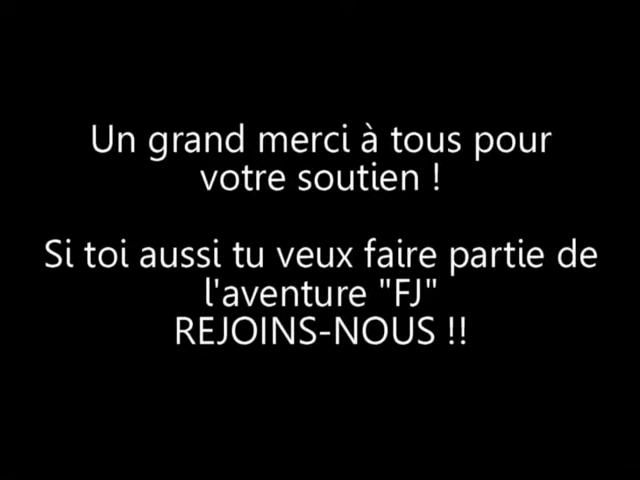 Un grand merci à tous pour
votre soutien !
Si toi aussi tu veux faire partie de
l'aventure "FJ"
REJOINS-NOUS !!